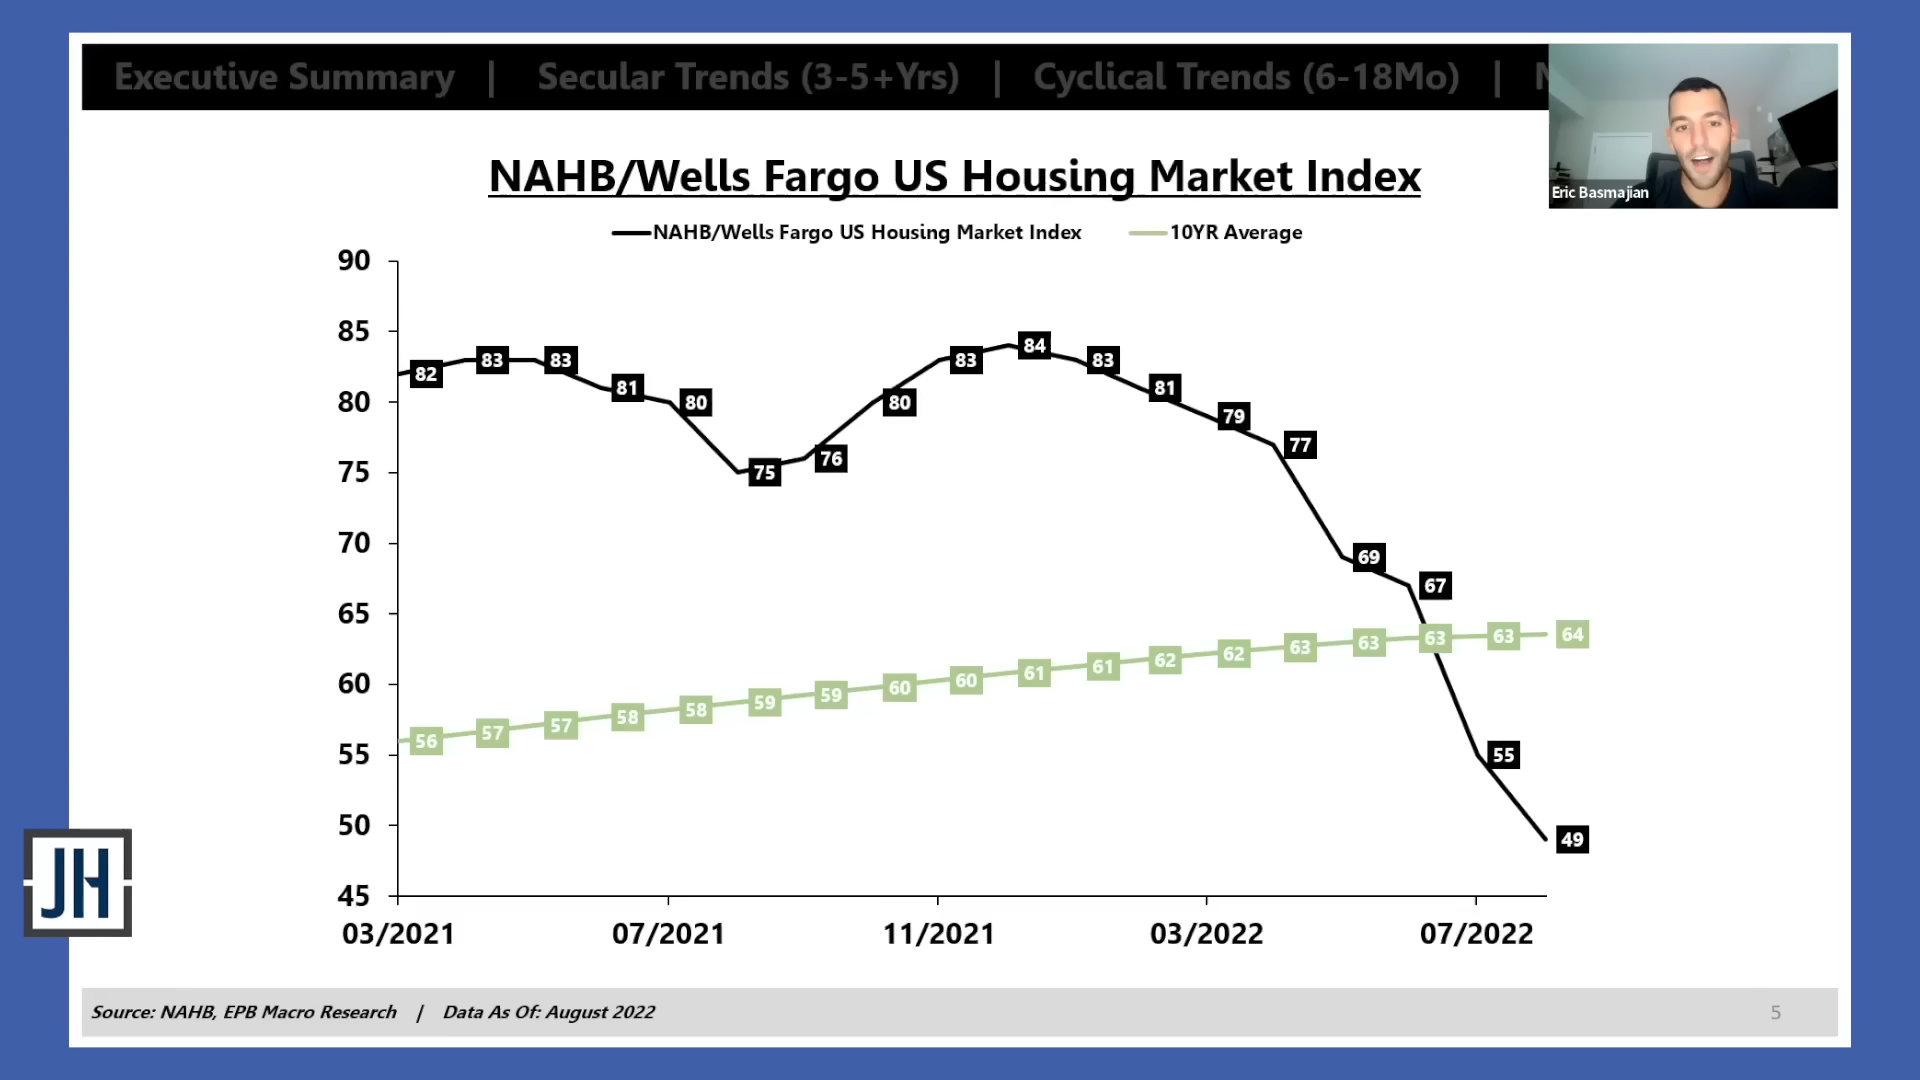 Executive Summary | Secular Trends (3-5+Yrs) | Cyclical Trends (6-18Mo) |
Eric Basmajian
NAHB/Wells Fargo US Housing Market Index
NAHB/Wells Fargo US Housing Market Index 10YR Average
90
85
80
75
70
65
60
55
50
45
82 83 83 81 80 75 76 80 83 84 83 81 79 77 69 67 55 49
56 57 57 58 58 59 59 60 60 61 61 62 62 63 63 63 63 64
03/2021 07/2021 11/2021 03/2022 07/2022
JH
Source: NAHB, EPB Macro Research | Data As Of: August 2022
5